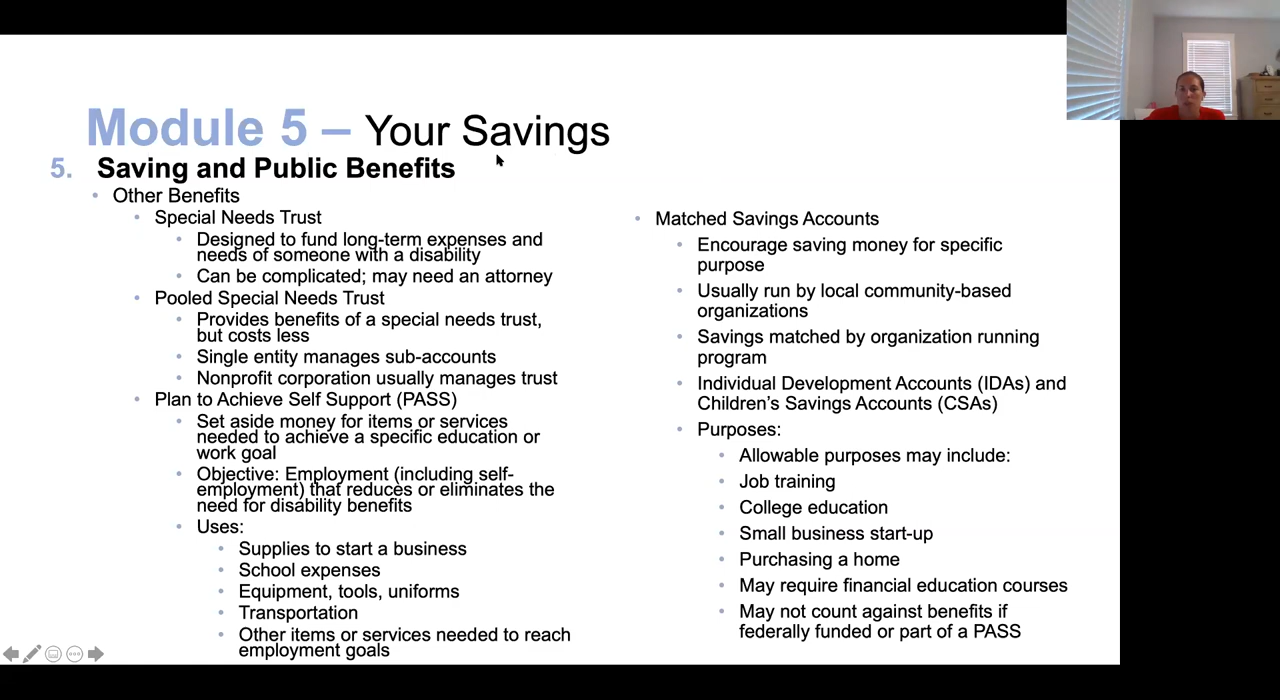 Module 5 – Your Savings
5. Saving and Public Benefits
Other Benefits
Special Needs Trust
Designed to fund long-term expenses and
needs of someone with a disability
Can be complicated; may need an attorney
Pooled Special Needs Trust
Provides benefits of a special needs trust,
but costs less
Single entity manages sub-accounts
Nonprofit corporation usually manages trust
Plan to Achieve Self Support (PASS)
Set aside money for items or services
needed to achieve a specific education or
work goal
Objective: Employment (including self-
employment) that reduces or eliminates the
need for disability benefits
Uses:
Supplies to start a business
School expenses
Equipment, tools, uniforms
Transportation
Other items or services needed to reach
employment goals
Matched Savings Accounts
Encourage saving money for specific
purpose
Usually run by local community-based
organizations
Savings matched by organization running
program
Individual Development Accounts (IDAs) and
Children’s Savings Accounts (CSAs)
Purposes:
Allowable purposes may include:
Job training
College education
Small business start-up
Purchasing a home
May require financial education courses
May not count against benefits if
federally funded or part of a PASS